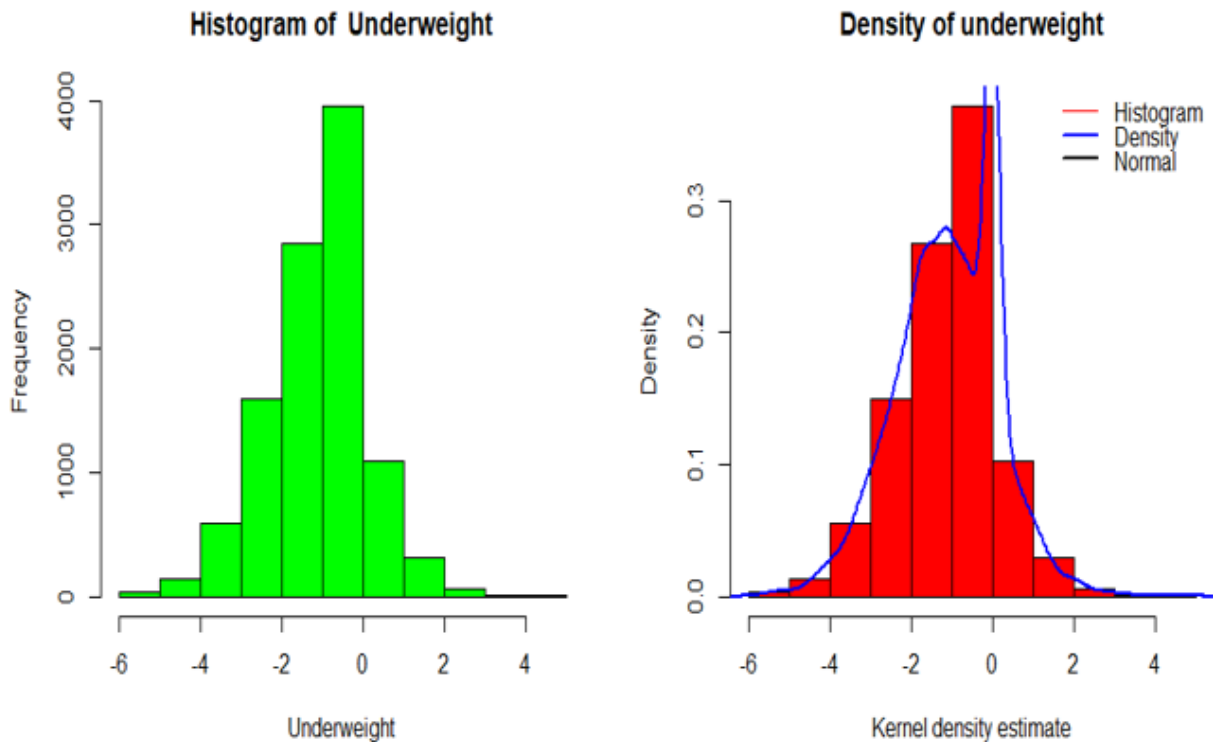 Histogram of Underweight
Frequency
0 1000 2000 3000 4000
-6 -4 -2 0 2 4
Underweight
Density of underweight
Histogram
Density
Normal
Density
0.0 0.1 0.2 0.3
-6 -4 -2 0 2 4
Kernel density estimate